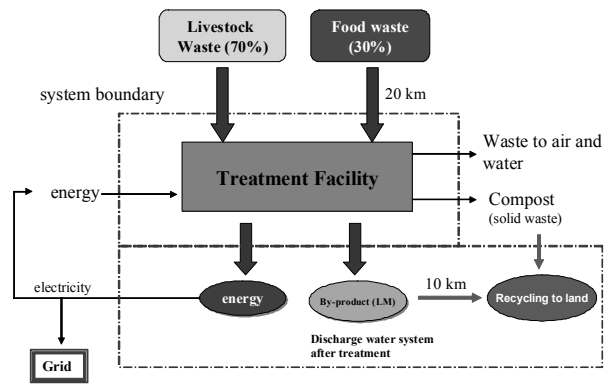 Livestock
Waste (70%)
Food waste
(30%)
system boundary
20 km
Waste to air and
water
Treatment Facility
energy
Compost
(solid waste)
electricity
energy
By-product (LM)
10 km
Recycling to land
Discharge water system
after treatment
Grid